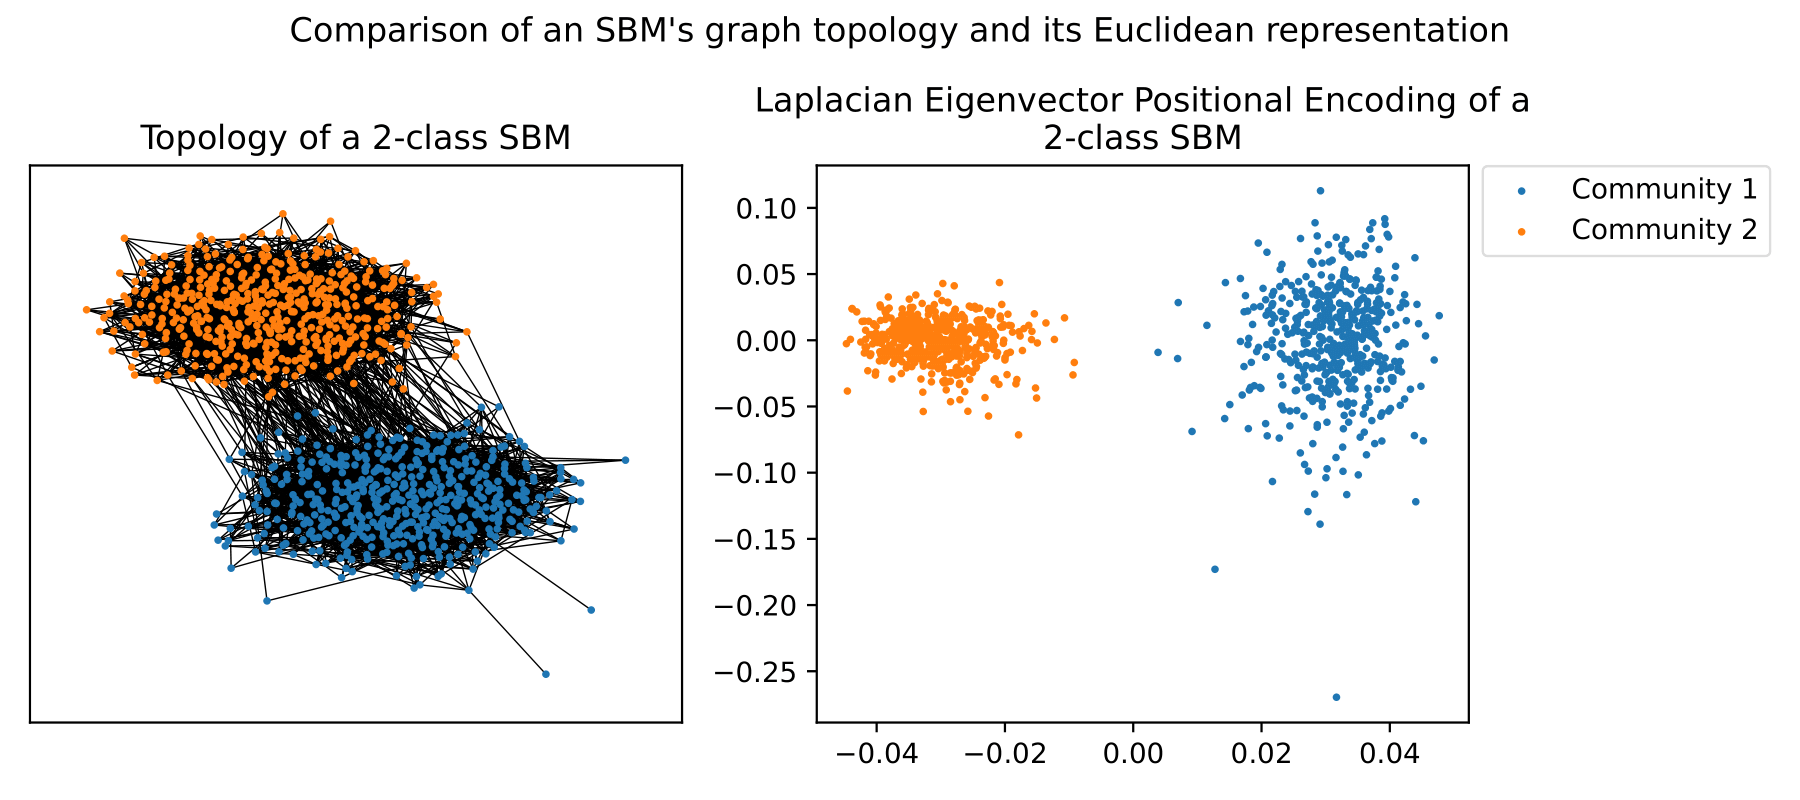 Comparison of an SBM's graph topology and its Euclidean representation
Topology of a 2-class SBM
Laplacian Eigenvector Positional Encoding of a
2-class SBM
Community 1
Community 2
0.10
0.05
0.00
−0.05
−0.10
−0.15
−0.20
−0.25
−0.04
−0.02
0.00
0.02
0.04